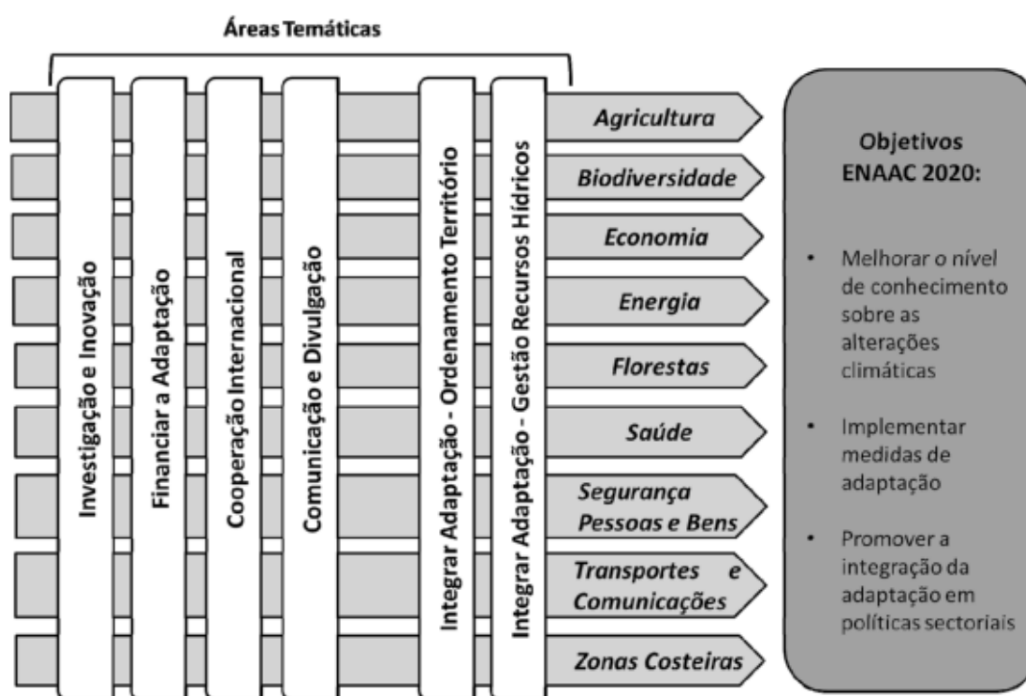 Áreas Temáticas
Investigação e Inovação
Financiar a Adaptação
Cooperação Internacional
Comunicação e Divulgação
Integrar Adaptação - Ordenamento Território
Integrar Adaptação - Gestão Recursos Hídricos
Agricultura
Biodiversidade
Economia
Energia
Florestas
Saúde
Segurança
Pessoas e Bens
Transportes e
Comunicações
Zonas Costeiras
Objetivos
ENAAC 2020:
• Melhorar o nível
de conhecimento
sobre as
alterações
climáticas
• Implementar
medidas de
adaptação
• Promover a
integração da
adaptação em
políticas sectoriais